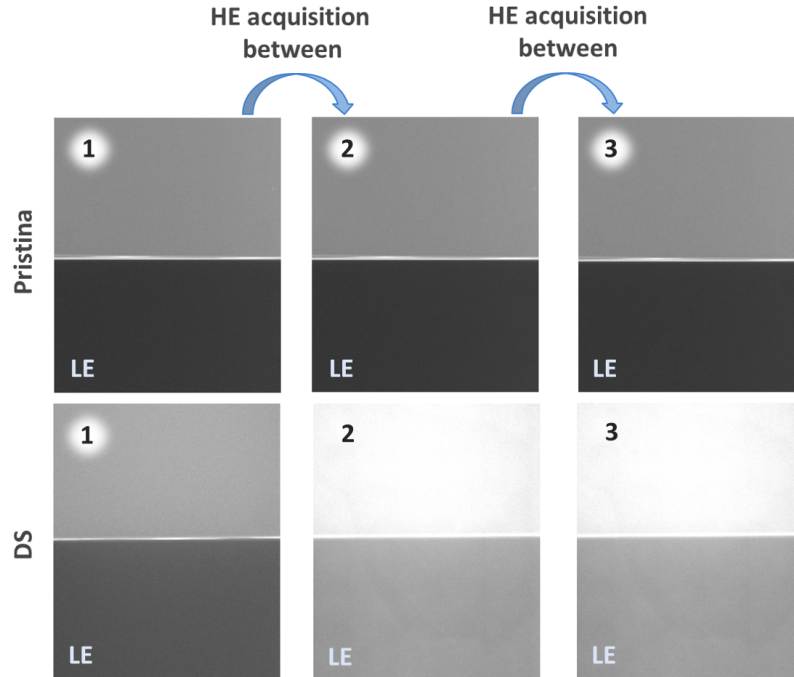 HE acquisition
between
HE acquisition
between
Pristina
1
2
3
LE
LE
LE
DS
1
2
3
LE
LE
LE